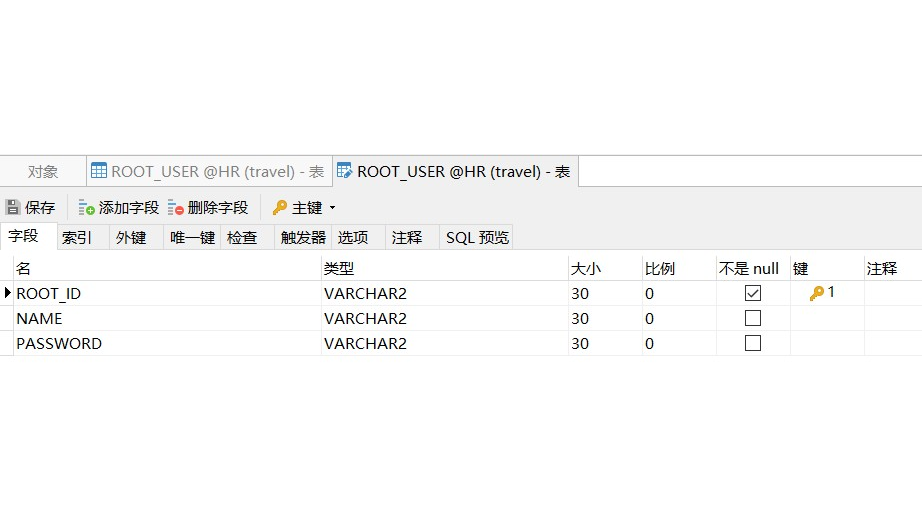 对象 ROOT_USER @HR (travel) - 表 ROOT_USER @HR (travel) - 表
保存 添加字段 删除字段 主键
字段 索引 外键 唯一键 检查 触发器 选项 注释 SQL 预览
名 类型 大小 比例 不是 null 键 注释
ROOT_ID VARCHAR2 30 0 1
NAME VARCHAR2 30 0
PASSWORD VARCHAR2 30 0